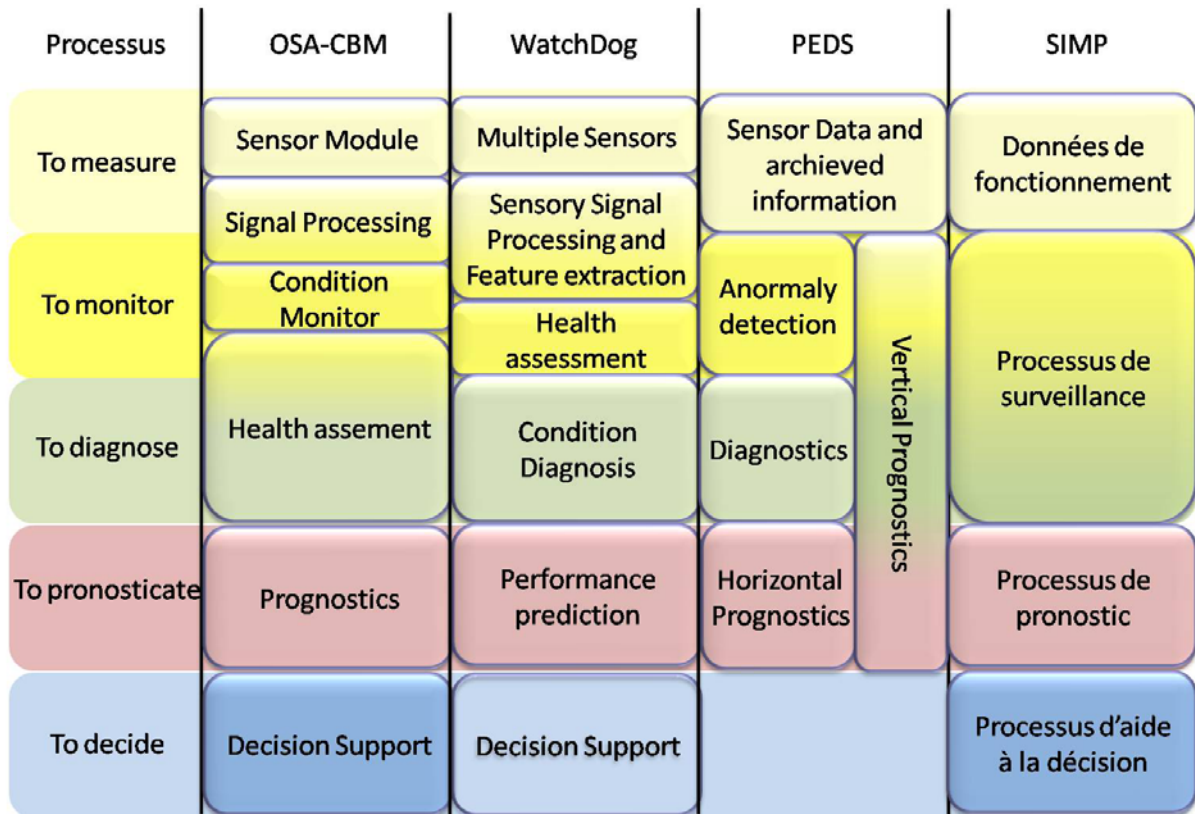 Processus
OSA-CBM
WatchDog
PEDS
SIMP
To measure
Sensor Module
Signal Processing
Multiple Sensors
Sensory Signal
Processing and
Feature extraction
Sensor Data and
archieved
information
Données de
fonctionnement
To monitor
Condition
Monitor
Health
assessment
Anormaly
detection
Vertical Prognostics
Processus de
surveillance
To diagnose
Health assement
Condition
Diagnosis
Diagnostics
To pronosticate
Prognostics
Performance
prediction
Horizontal
Prognostics
Processus de
pronostic
To decide
Decision Support
Decision Support
Processus d'aide
à la décision